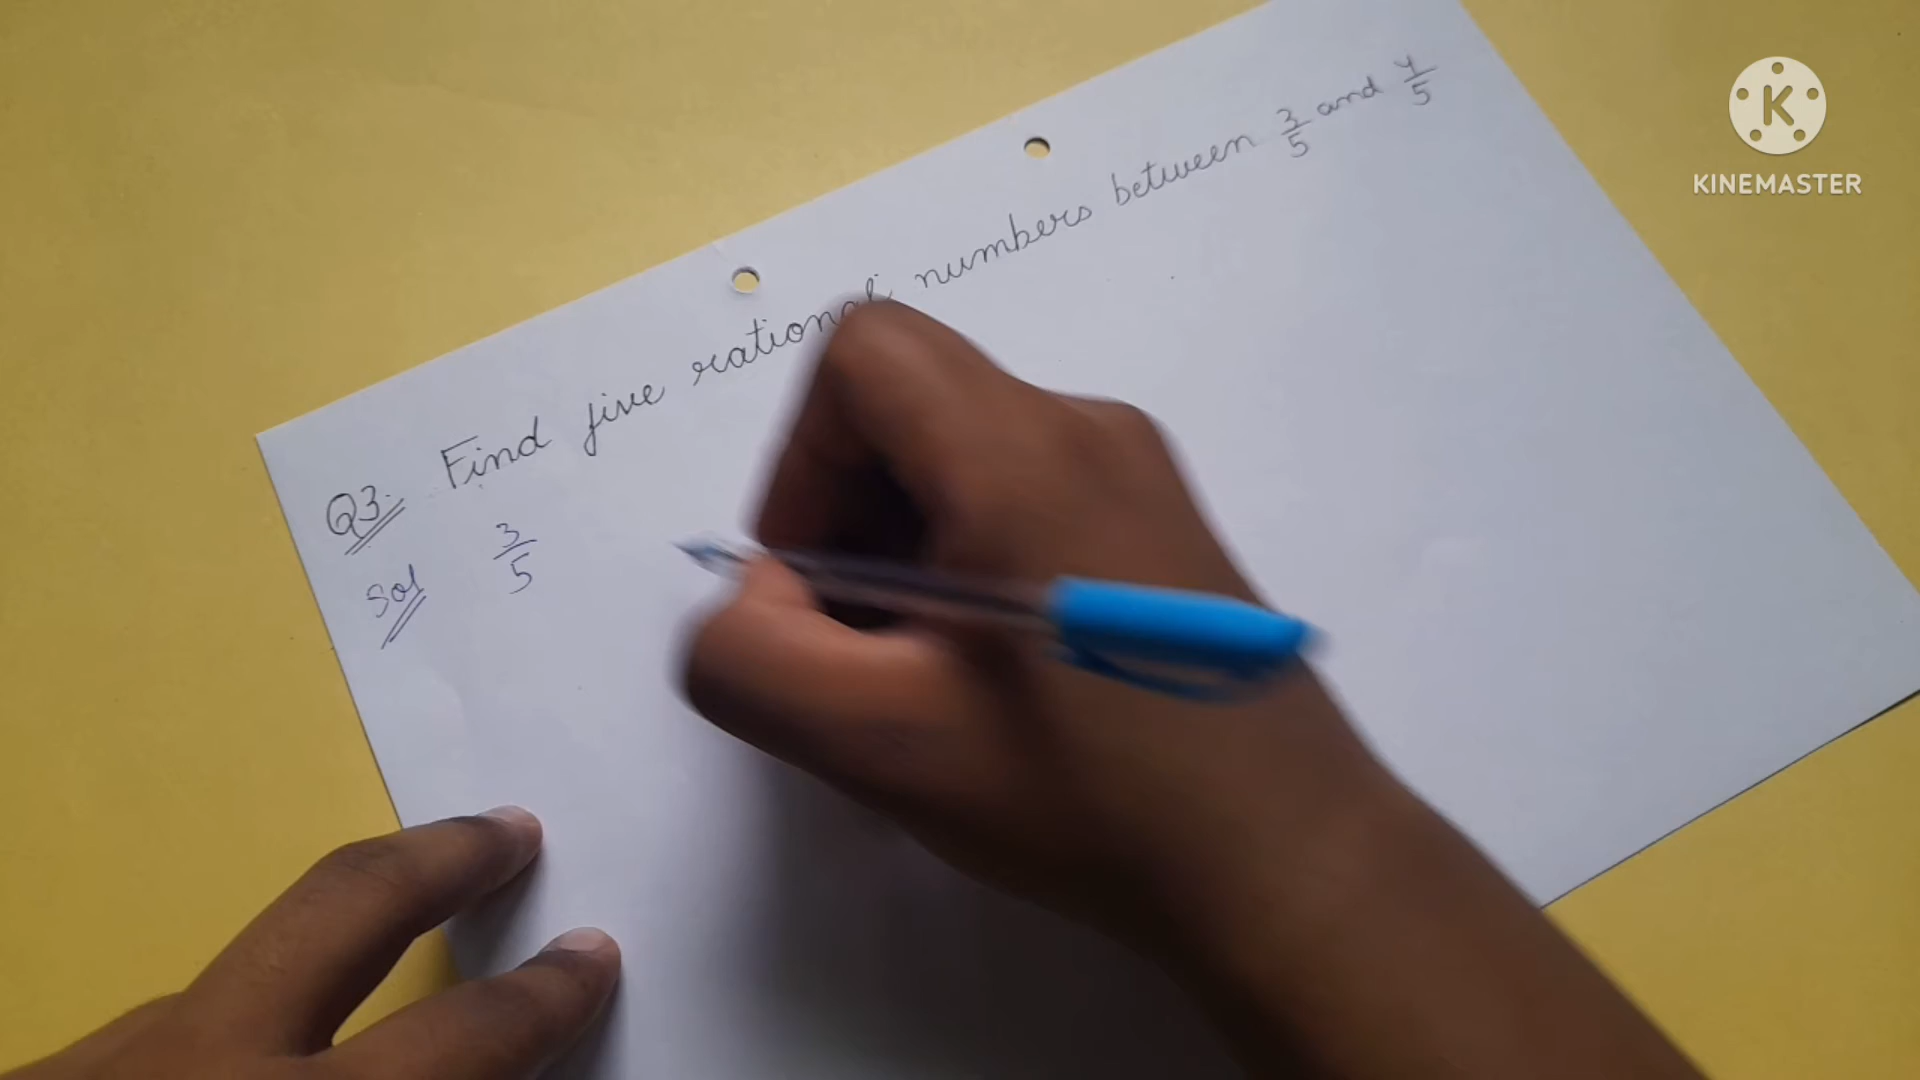 Q3. Find five rational numbers between 3/5 and 4/5
Sol 3/5
K
KINEMASTER